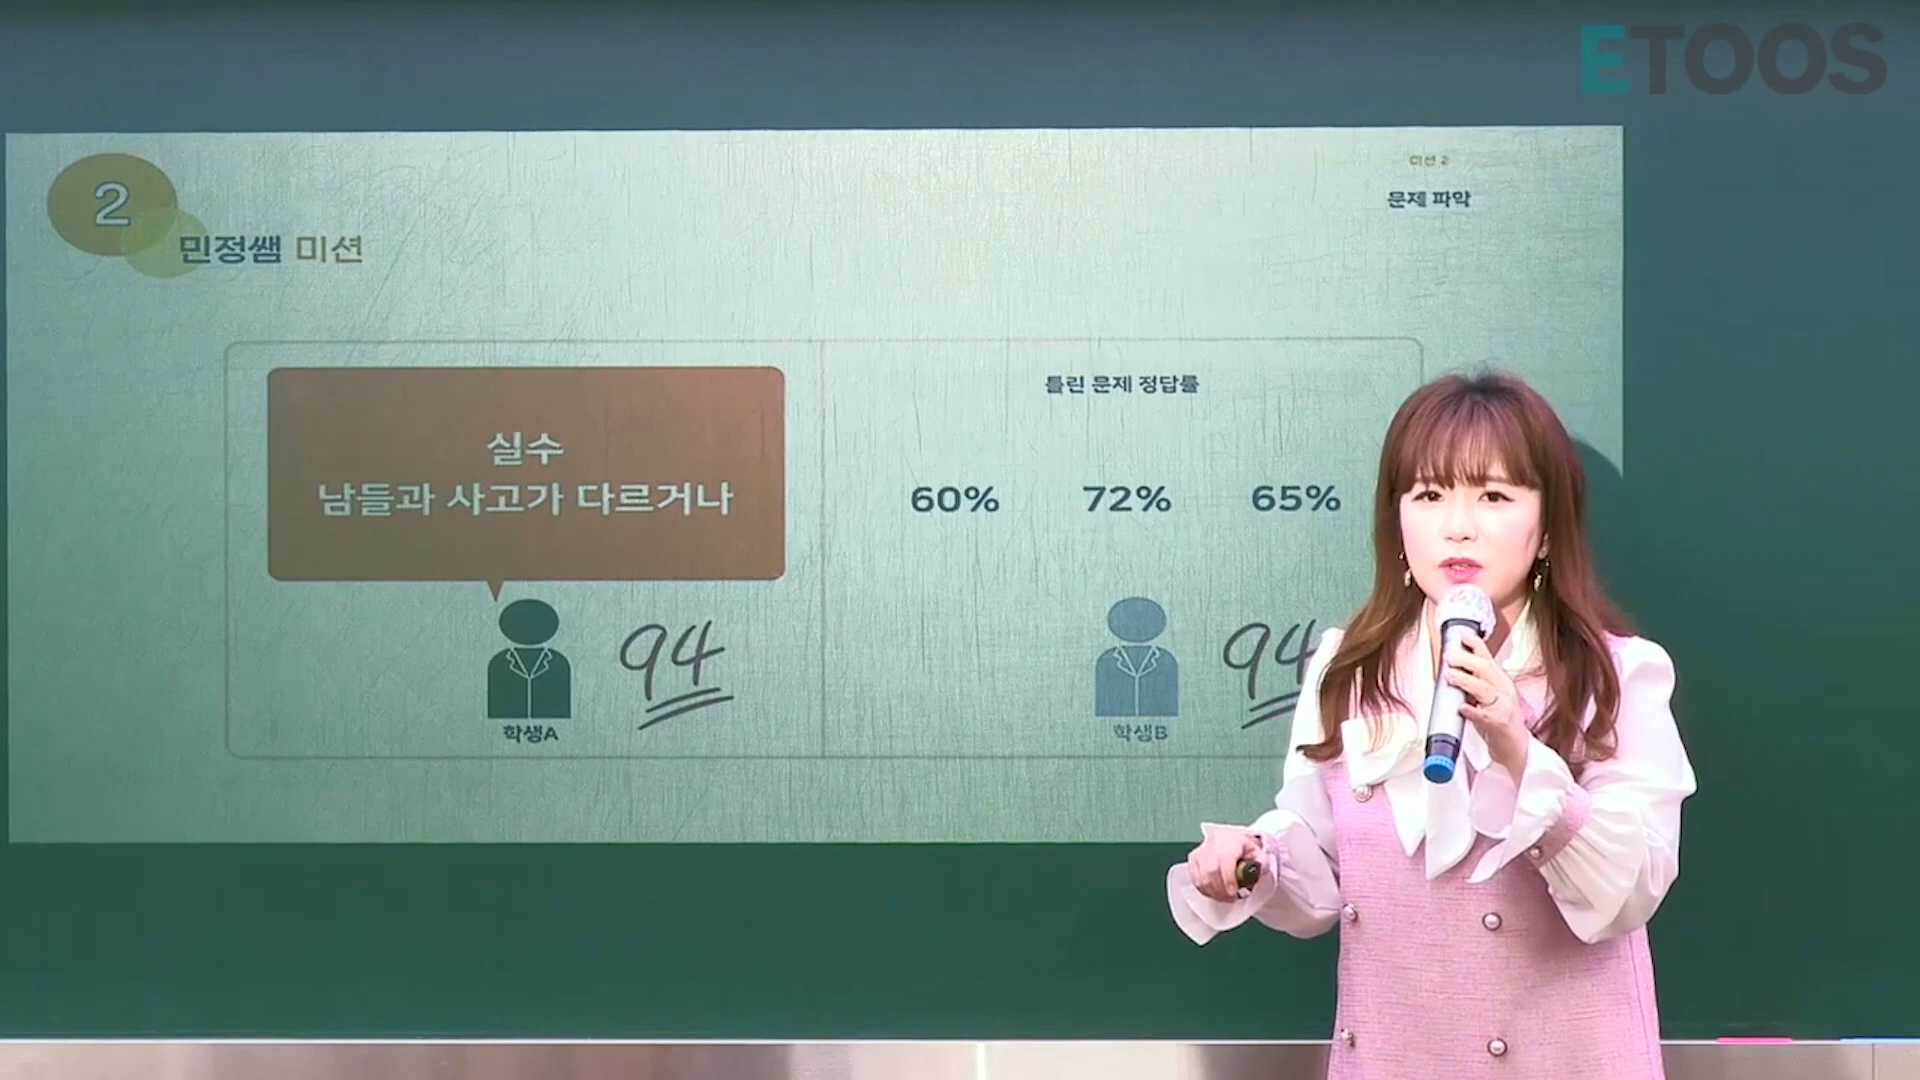 ETOOS
2
민정쌤 미션
미션 2
문제 파악
실수
남들과 사고가 다르거나
94
학생A
틀린 문제 정답률
60% 72% 65%
94
학생B